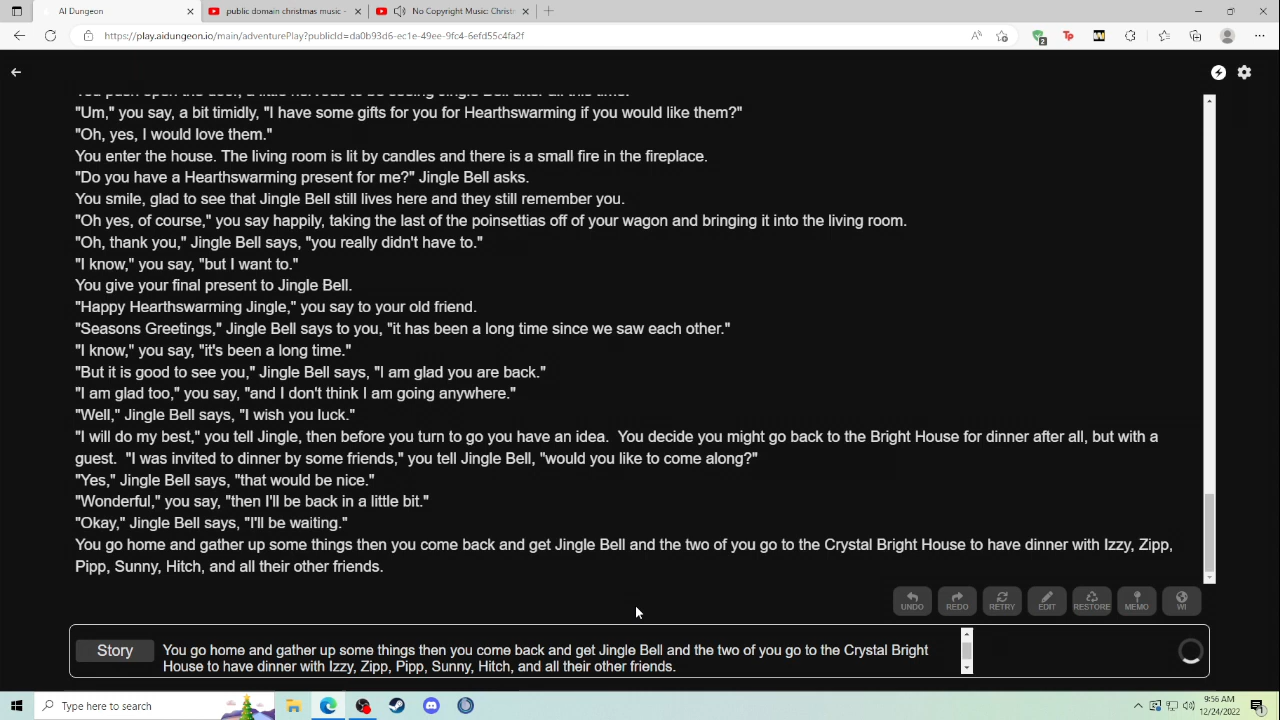 AI Dungeon
public domain christmas music -
No Copyright Music: Christm
https://play.aidungeon.io/main/adventurePlay?publicId=da0b93d6-ec1e-49ee-9fc4-6efd55c4fa2f
You push open the door, a little nervous to be seeing Jingle Bell after all this time.
"Um," you say, a bit timidly, "I have some gifts for you for Hearthswarming if you would like them?"
"Oh, yes, I would love them."
You enter the house. The living room is lit by candles and there is a small fire in the fireplace.
"Do you have a Hearthswarming present for me?" Jingle Bell asks.
You smile, glad to see that Jingle Bell still lives here and they still remember you.
"Oh yes, of course," you say happily, taking the last of the poinsettias off of your wagon and bringing it into the living room.
"Oh, thank you," Jingle Bell says, "you really didn't have to."
"I know," you say, "but I want to."
You give your final present to Jingle Bell.
"Happy Hearthswarming Jingle," you say to your old friend.
"Seasons Greetings," Jingle Bell says to you, "it has been a long time since we saw each other."
"I know," you say, "it's been a long time."
"But it is good to see you," Jingle Bell says, "I am glad you are back."
"I am glad too," you say, "and I don't think I am going anywhere."
"Well," Jingle Bell says, "I wish you luck."
"I will do my best," you tell Jingle, then before you turn to go you have an idea.  You decide you might go back to the Bright House for dinner after all, but with a
guest.  "I was invited to dinner by some friends," you tell Jingle Bell, "would you like to come along?"
"Yes," Jingle Bell says, "that would be nice."
"Wonderful," you say, "then I'll be back in a little bit."
"Okay," Jingle Bell says, "I'll be waiting."
You go home and gather up some things then you come back and get Jingle Bell and the two of you go to the Crystal Bright House to have dinner with Izzy, Zipp,
Pipp, Sunny, Hitch, and all their other friends.
UNDO REDO RETRY EDIT RESTORE MEMO WI
Story
You go home and gather up some things then you come back and get Jingle Bell and the two of you go to the Crystal Bright
House to have dinner with Izzy, Zipp, Pipp, Sunny, Hitch, and all their other friends.
Type here to search
9:56 AM
12/24/2022